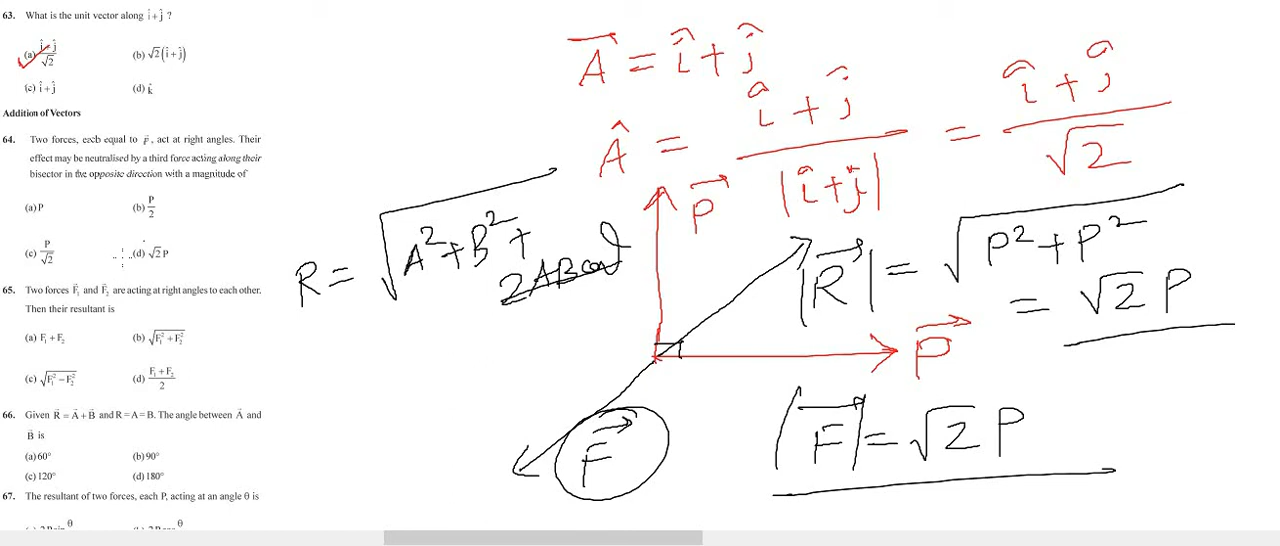 63. What is the unit vector along î+ĵ ?
(a) î+ĵ/√2 (b) √2(î+ĵ)
(c) î+ĵ (d) k̂
Addition of Vectors
64. Two forces, each equal to p⃗, act at right angles. Their
effect may be neutralised by a third force acting along their
bisector in the opposite direction with a magnitude of
(a) P (b) P/2
(c) P/√2 (d) √2P
65. Two forces F⃗₁ and F⃗₂ are acting at right angles to each other.
Then their resultant is
(a) F₁ + F₂ (b) √(F₁² + F₂²)
(c) √(F₁² − F₂²) (d) (F₁ + F₂)/2
66. Given R⃗ = A⃗ + B⃗ and R = A = B. The angle between A⃗ and
B⃗ is
(a) 60° (b) 90°
(c) 120° (d) 180°
67. The resultant of two forces, each P, acting at an angle θ is
A⃗ = î + ĵ
Â = (î + ĵ)/|î + ĵ| = (î + ĵ)/√2
P⃗
R = √(A² + B² +
2AB cosθ
|R⃗| = √(P² + P²)
= √2 P
P⃗
F⃗
|F⃗| = √2 P